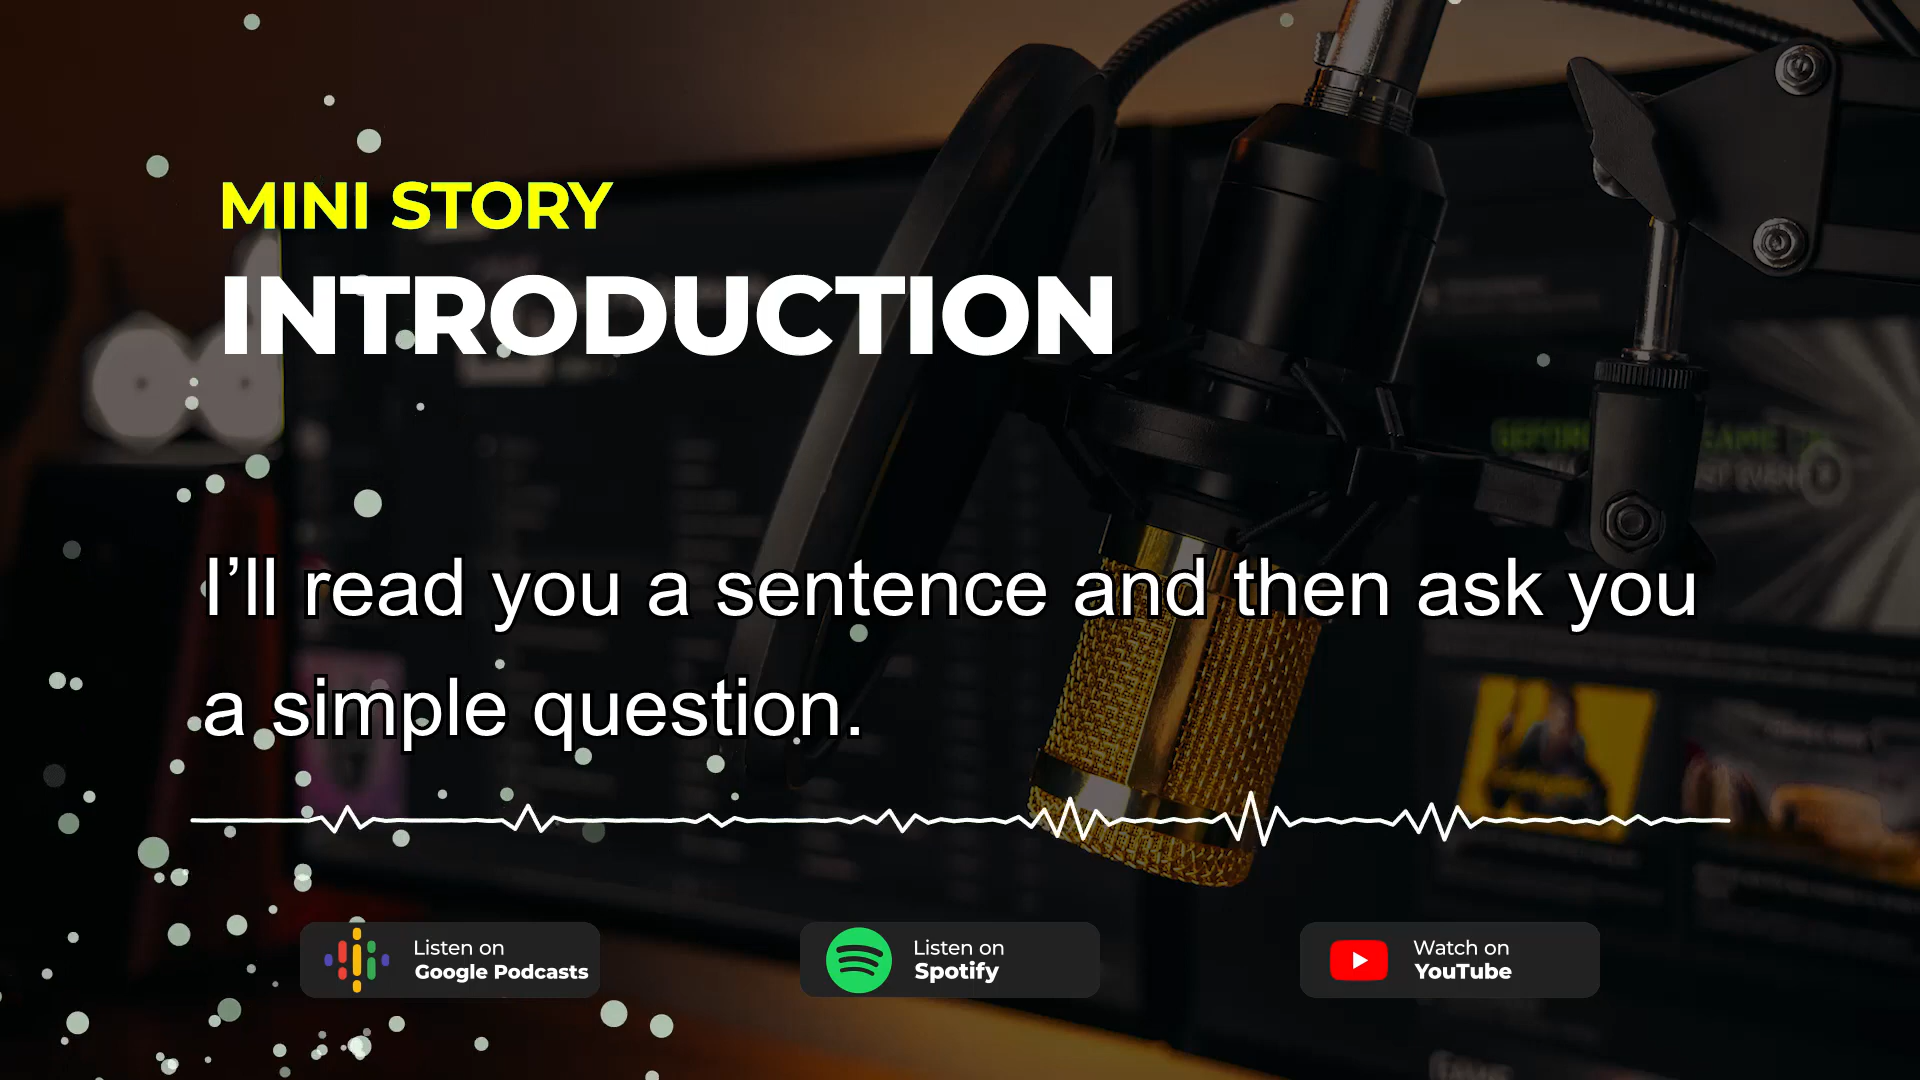 MINI STORY
INTRODUCTION
I’ll read you a sentence and then ask you
a simple question.
Listen on
Google Podcasts
Listen on
Spotify
Watch on
YouTube